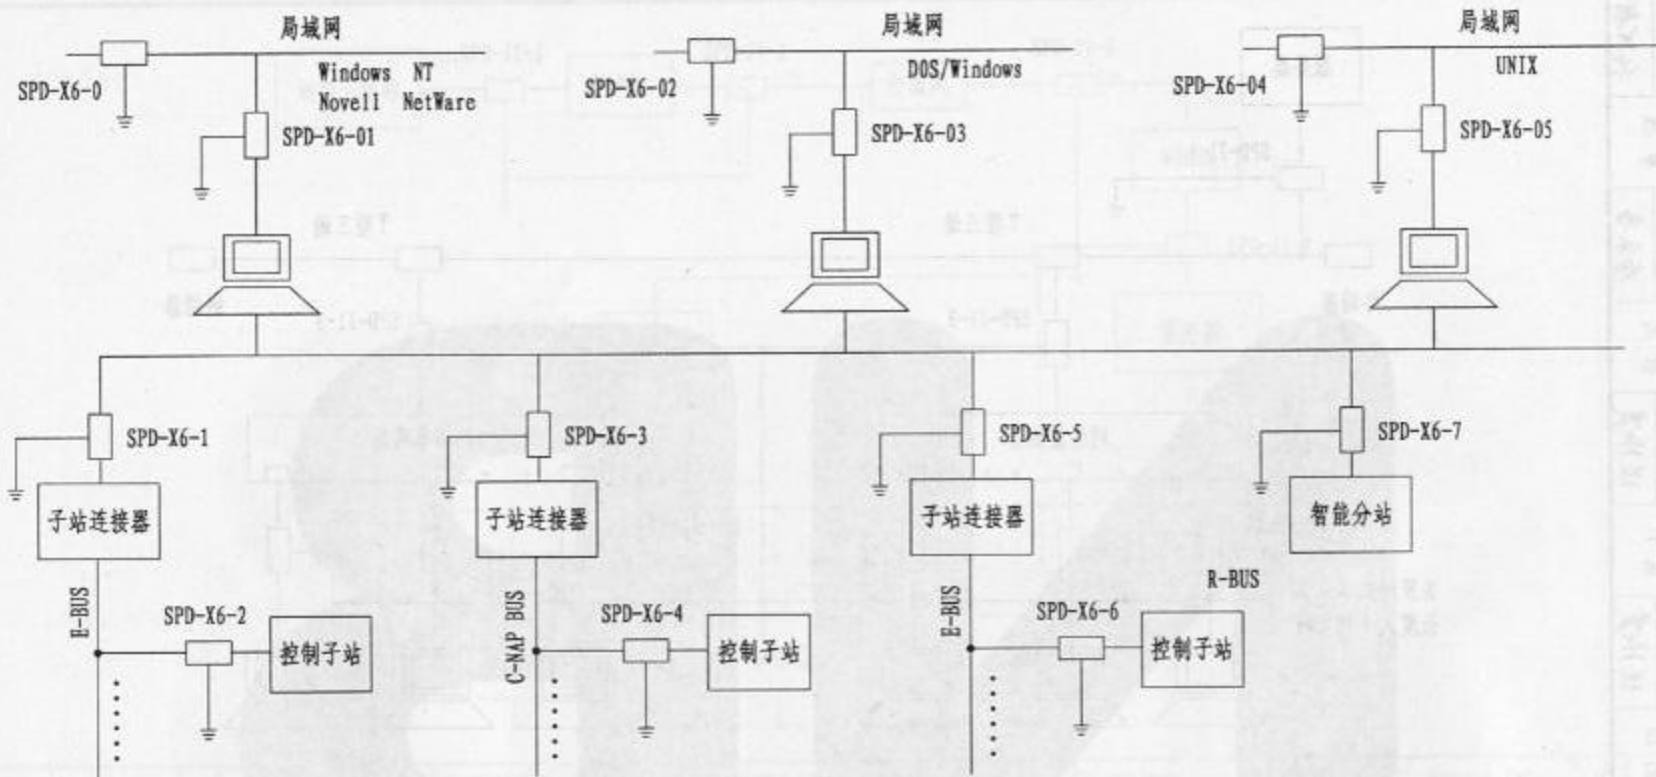 局域网
局域网
局域网
SPD-X6-0
Windows NT
Novell NetWare
SPD-X6-01
SPD-X6-02
DOS/Windows
SPD-X6-03
SPD-X6-04
UNIX
SPD-X6-05
SPD-X6-1
SPD-X6-3
SPD-X6-5
SPD-X6-7
子站连接器
子站连接器
子站连接器
智能分站
E-BUS
SPD-X6-2
控制子站
C-NAP BUS
SPD-X6-4
控制子站
E-BUS
R-BUS
SPD-X6-6
控制子站